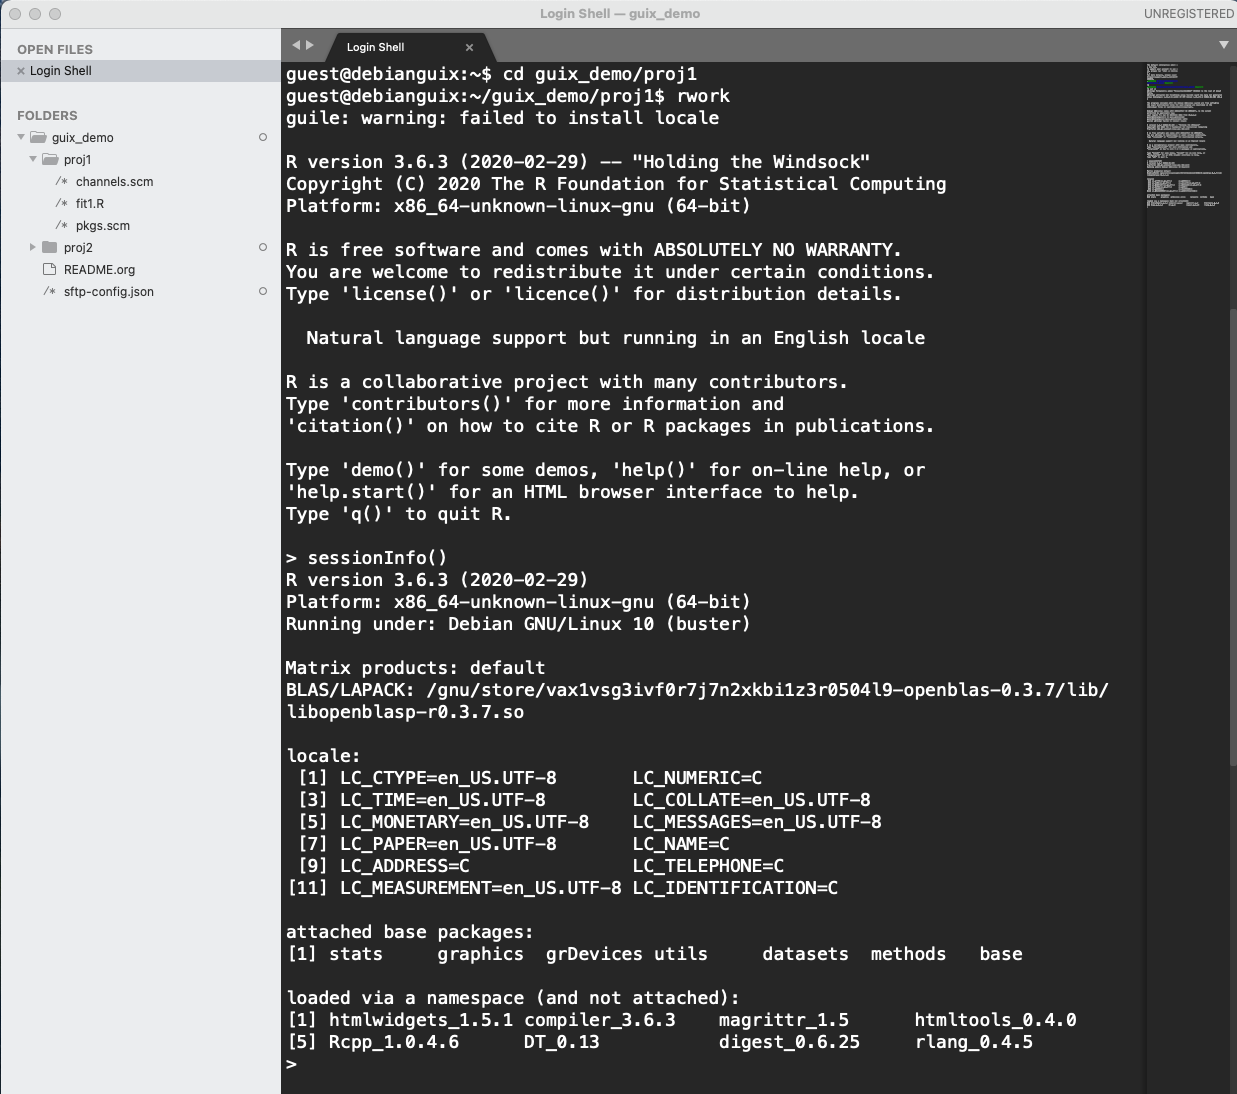 Login Shell — guix_demo
UNREGISTERED
OPEN FILES
Login Shell
FOLDERS
guix_demo
proj1
/* channels.scm
/* fit1.R
/* pkgs.scm
proj2
README.org
/* sftp-config.json
Login Shell
guest@debianguix:~$ cd guix_demo/proj1
guest@debianguix:~/guix_demo/proj1$ rwork
guile: warning: failed to install locale
R version 3.6.3 (2020-02-29) -- "Holding the Windsock"
Copyright (C) 2020 The R Foundation for Statistical Computing
Platform: x86_64-unknown-linux-gnu (64-bit)
R is free software and comes with ABSOLUTELY NO WARRANTY.
You are welcome to redistribute it under certain conditions.
Type 'license()' or 'licence()' for distribution details.
Natural language support but running in an English locale
R is a collaborative project with many contributors.
Type 'contributors()' for more information and
'citation()' on how to cite R or R packages in publications.
Type 'demo()' for some demos, 'help()' for on-line help, or
'help.start()' for an HTML browser interface to help.
Type 'q()' to quit R.
> sessionInfo()
R version 3.6.3 (2020-02-29)
Platform: x86_64-unknown-linux-gnu (64-bit)
Running under: Debian GNU/Linux 10 (buster)
Matrix products: default
BLAS/LAPACK: /gnu/store/vax1vsg3ivf0r7j7n2xkbi1z3r0504l9-openblas-0.3.7/lib/
libopenblasp-r0.3.7.so
locale:
[1] LC_CTYPE=en_US.UTF-8 LC_NUMERIC=C
[3] LC_TIME=en_US.UTF-8 LC_COLLATE=en_US.UTF-8
[5] LC_MONETARY=en_US.UTF-8 LC_MESSAGES=en_US.UTF-8
[7] LC_PAPER=en_US.UTF-8 LC_NAME=C
[9] LC_ADDRESS=C LC_TELEPHONE=C
[11] LC_MEASUREMENT=en_US.UTF-8 LC_IDENTIFICATION=C
attached base packages:
[1] stats graphics grDevices utils datasets methods base
loaded via a namespace (and not attached):
[1] htmlwidgets_1.5.1 compiler_3.6.3 magrittr_1.5 htmltools_0.4.0
[5] Rcpp_1.0.4.6 DT_0.13 digest_0.6.25 rlang_0.4.5
>